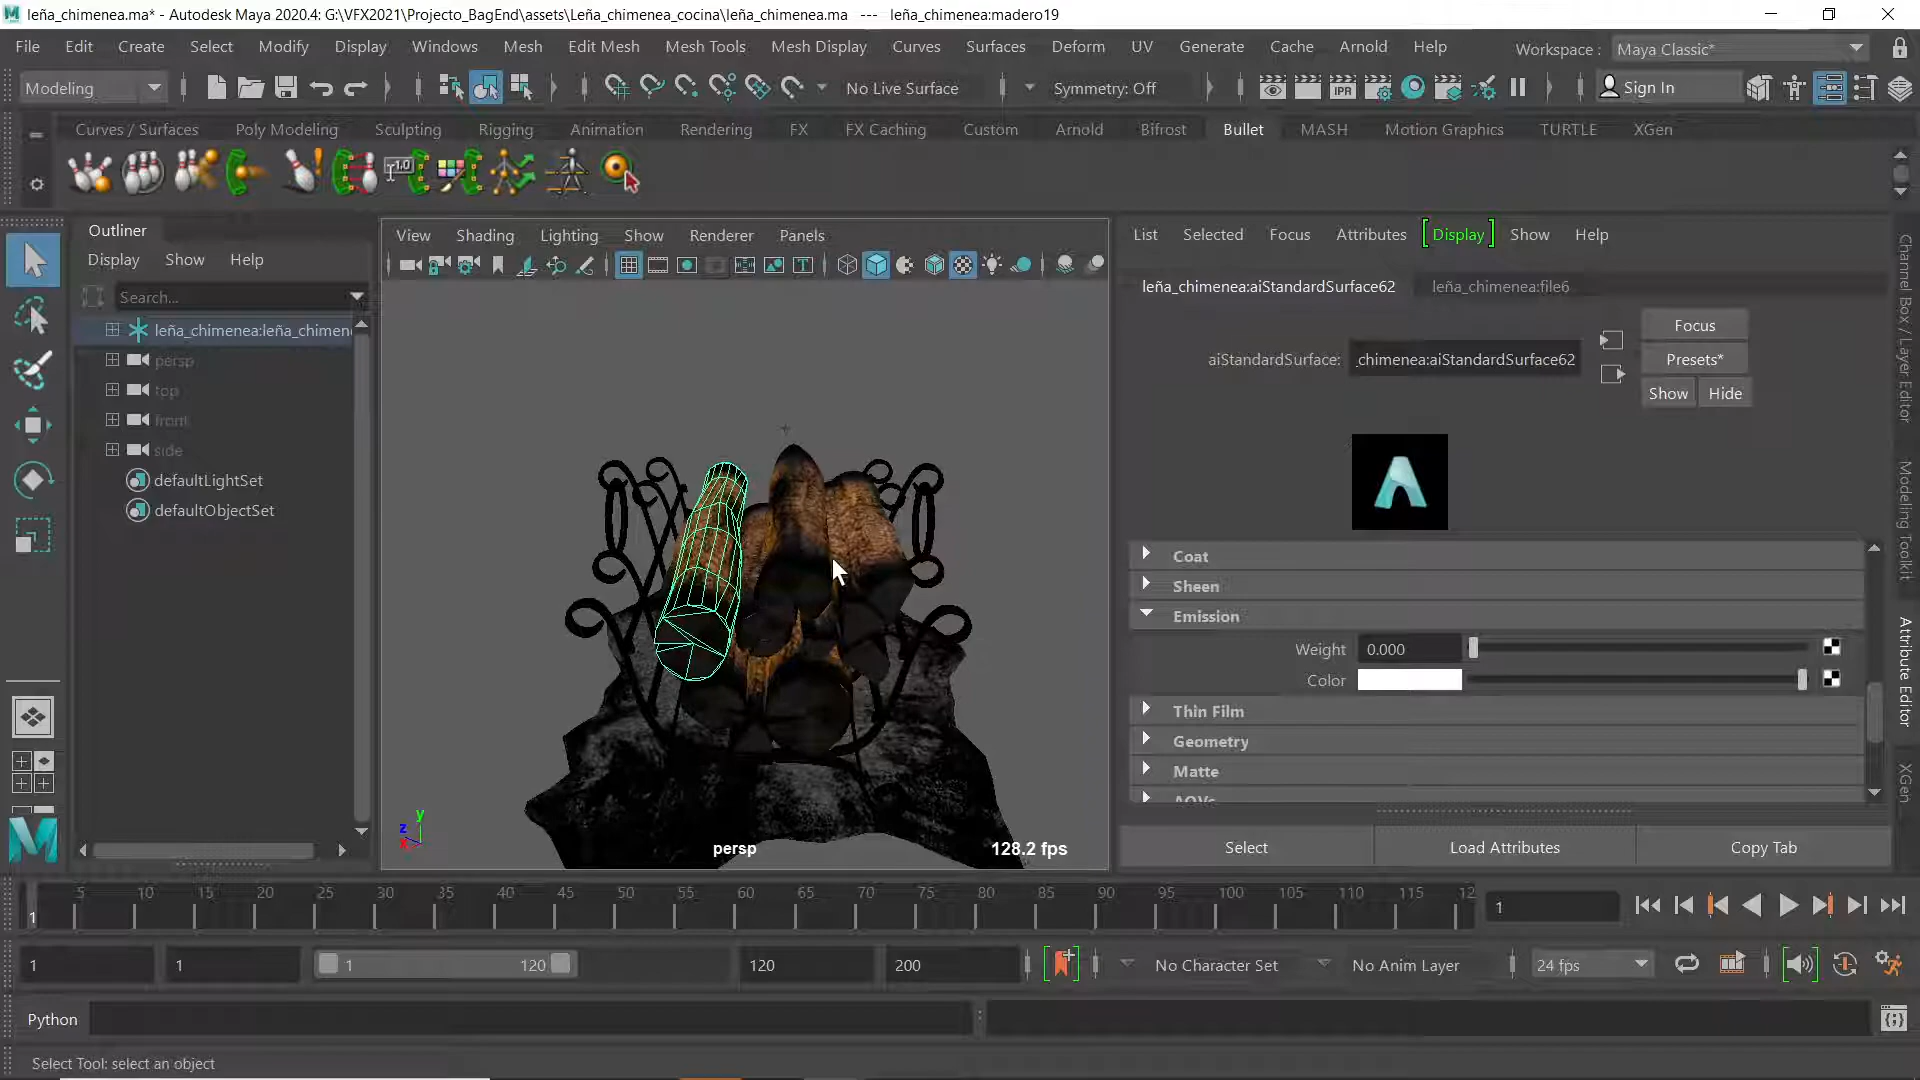 leña_chimenea.ma* - Autodesk Maya 2020.4: G:\VFX2021\Projecto_BagEnd\assets\Leña_chimenea_cocina\leña_chimenea.ma --- leña_chimenea:madero19
File Edit Create Select Modify Display Windows Mesh Edit Mesh Mesh Tools Mesh Display Curves Surfaces Deform UV Generate Cache Arnold Help Workspace : Maya Classic*
Modeling No Live Surface Symmetry: Off IPR Sign In
Curves / Surfaces Poly Modeling Sculpting Rigging Animation Rendering FX FX Caching Custom Arnold Bifrost Bullet MASH Motion Graphics TURTLE XGen
1.0
Outliner
Display Show Help
Search...
leña_chimenea:leña_chimen
persp
top
front
side
defaultLightSet
defaultObjectSet
View Shading Lighting Show Renderer Panels
y
z
x
persp
128.2 fps
List Selected Focus Attributes Display Show Help
leña_chimenea:aiStandardSurface62 leña_chimenea:file6
aiStandardSurface: .chimenea:aiStandardSurface62
Focus
Presets*
Show Hide
Coat
Sheen
Emission
Weight 0.000
Color
Thin Film
Geometry
Matte
AOVs
Select Load Attributes Copy Tab
Channel Box / Layer Editor
Modeling Toolkit
Attribute Editor
XGen
5 10 15 20 25 30 35 40 45 50 55 60 65 70 75 80 85 90 95 100 105 110 115 12
1
1
1 1 1 120 120 200 No Character Set No Anim Layer 24 fps
Python
Select Tool: select an object